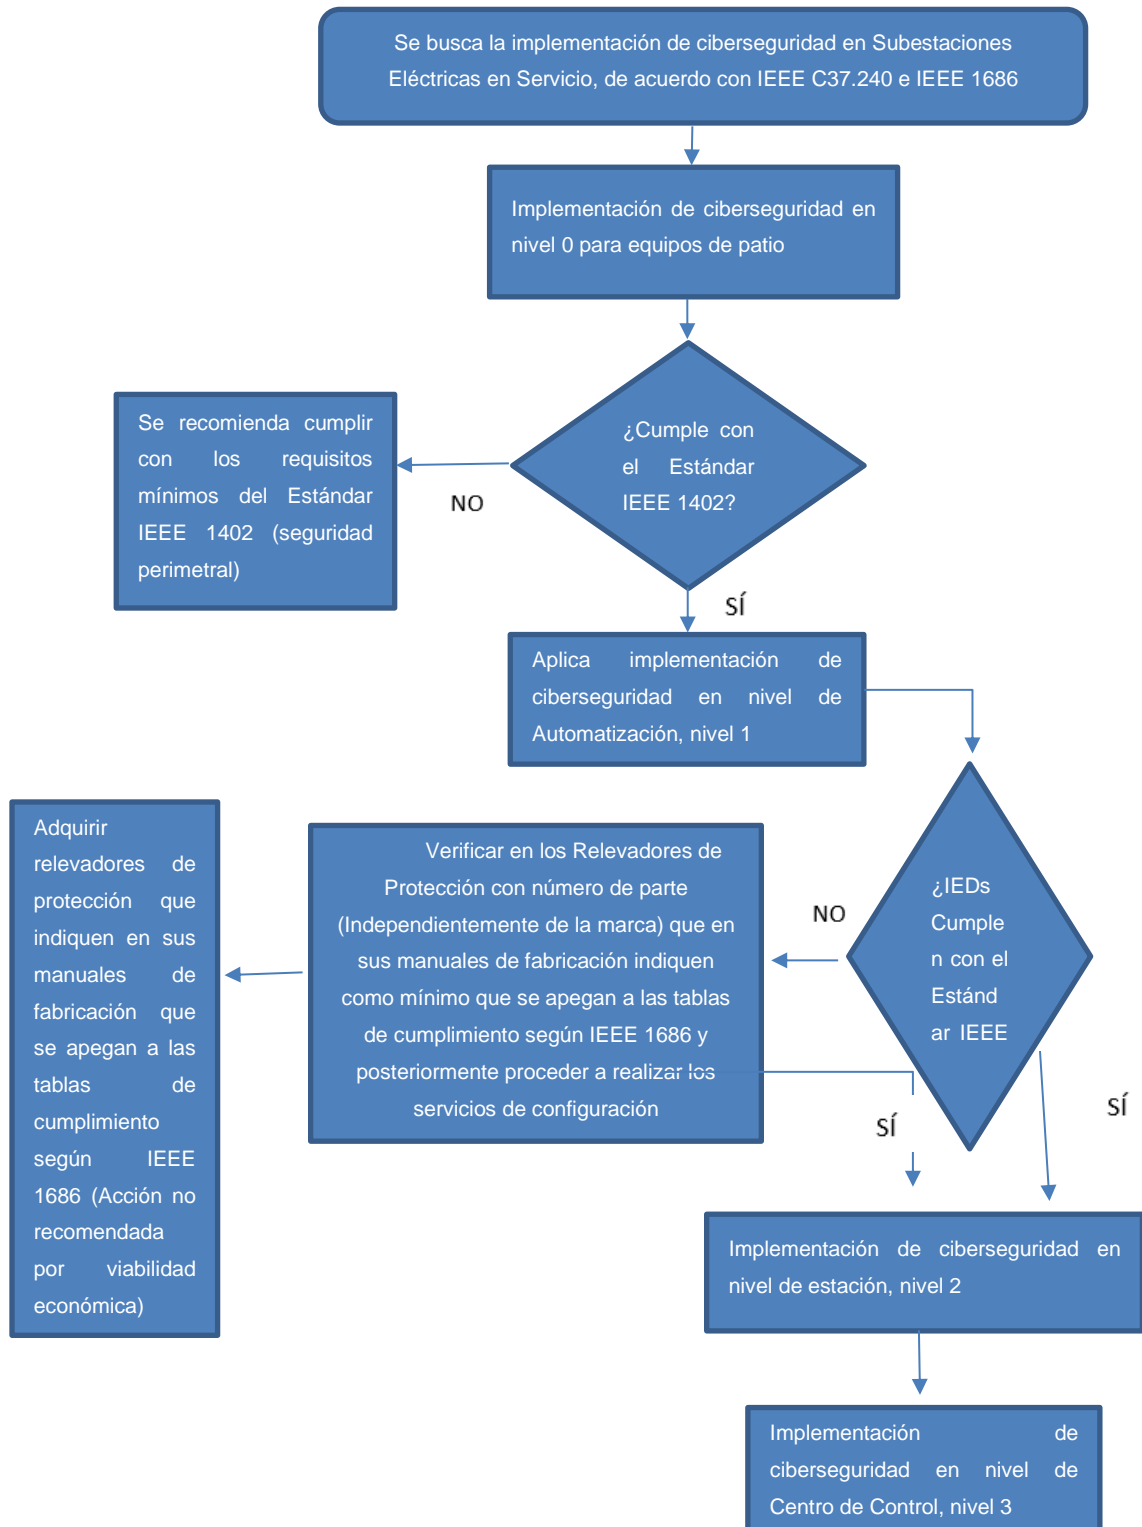 Se busca la implementación de ciberseguridad en Subestaciones
Eléctricas en Servicio, de acuerdo con IEEE C37.240 e IEEE 1686
Implementación de ciberseguridad en
nivel 0 para equipos de patio
¿Cumple con
el Estándar
IEEE 1402?
NO
Se recomienda cumplir
con los requisitos
mínimos del Estándar
IEEE 1402 (seguridad
perimetral)
SÍ
Aplica implementación de
ciberseguridad en nivel de
Automatización, nivel 1
¿IEDs
Cumple
n con el
Estánd
ar IEEE
NO
Verificar en los Relevadores de
Protección con número de parte
(Independientemente de la marca) que en
sus manuales de fabricación indiquen
como mínimo que se apegan a las tablas
de cumplimiento según IEEE 1686 y
posteriormente proceder a realizar los
servicios de configuración
Adquirir
relevadores de
protección que
indiquen en sus
manuales de
fabricación que
se apegan a las
tablas de
cumplimiento
según IEEE
1686 (Acción no
recomendada
por viabilidad
económica)
SÍ
SÍ
Implementación de ciberseguridad en
nivel de estación, nivel 2
Implementación de
ciberseguridad en nivel de
Centro de Control, nivel 3